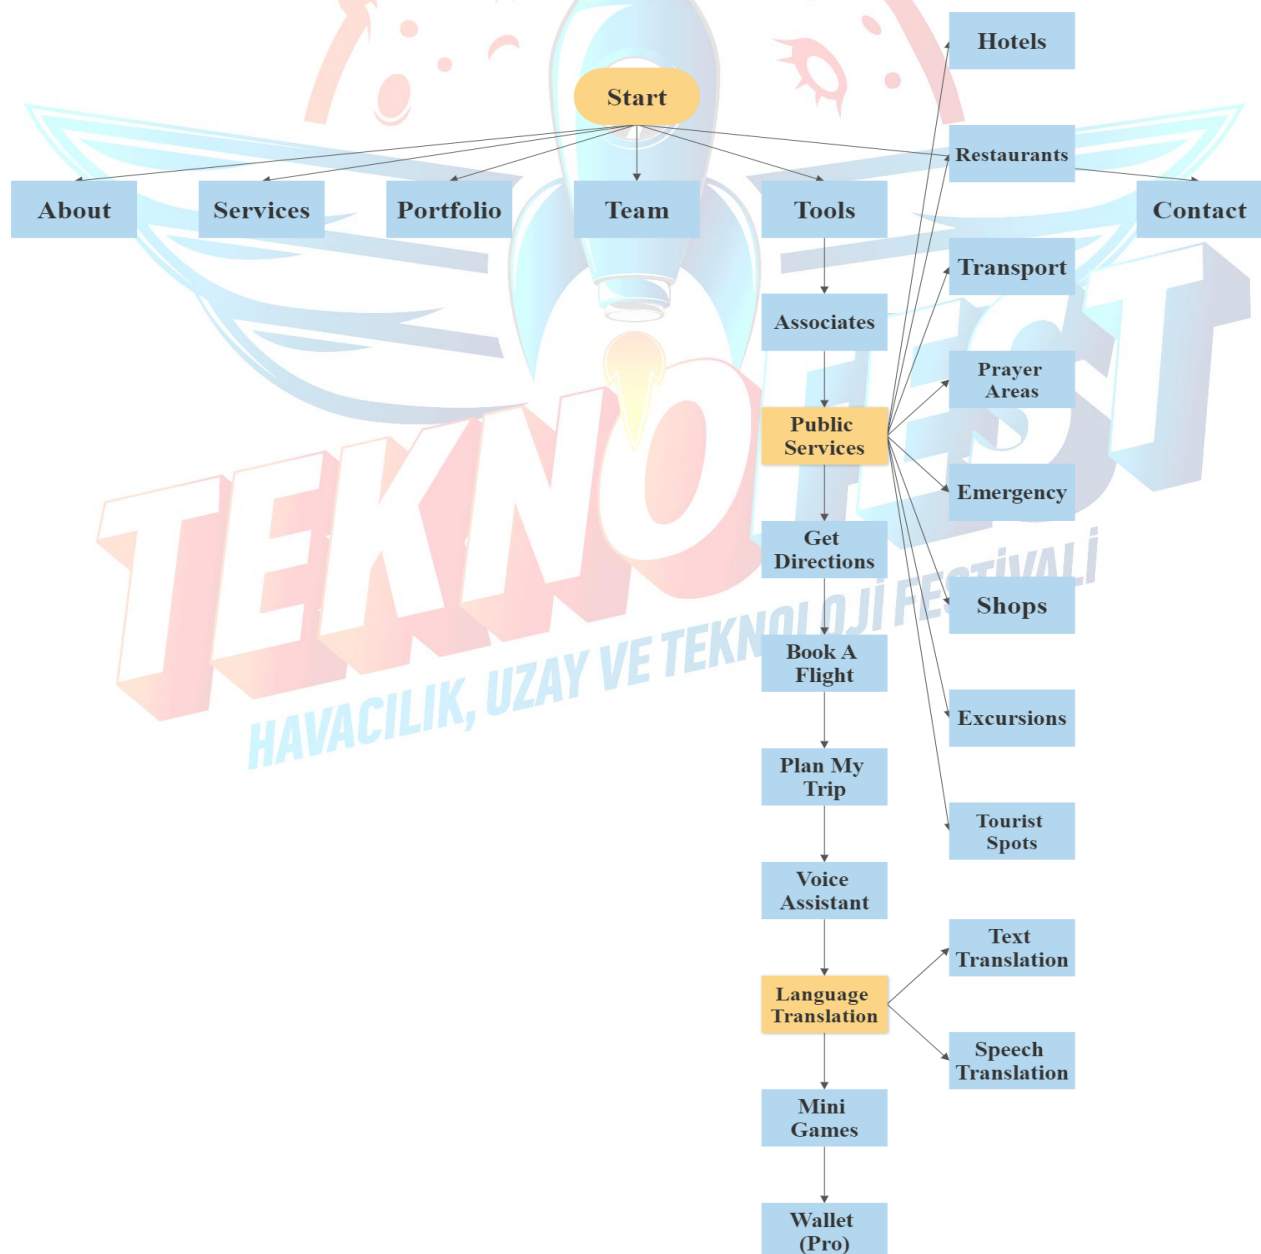 Start
About
Services
Portfolio
Team
Tools
Contact
Associates
Public
Services
Get
Directions
Book A
Flight
Plan My
Trip
Voice
Assistant
Language
Translation
Mini
Games
Wallet
(Pro)
Hotels
Restaurants
Transport
Prayer
Areas
Emergency
Shops
Excursions
Tourist
Spots
Text
Translation
Speech
Translation
TEKNOFEST
HAVACILIK, UZAY VE TEKNOLOJİ FESTİVALİ